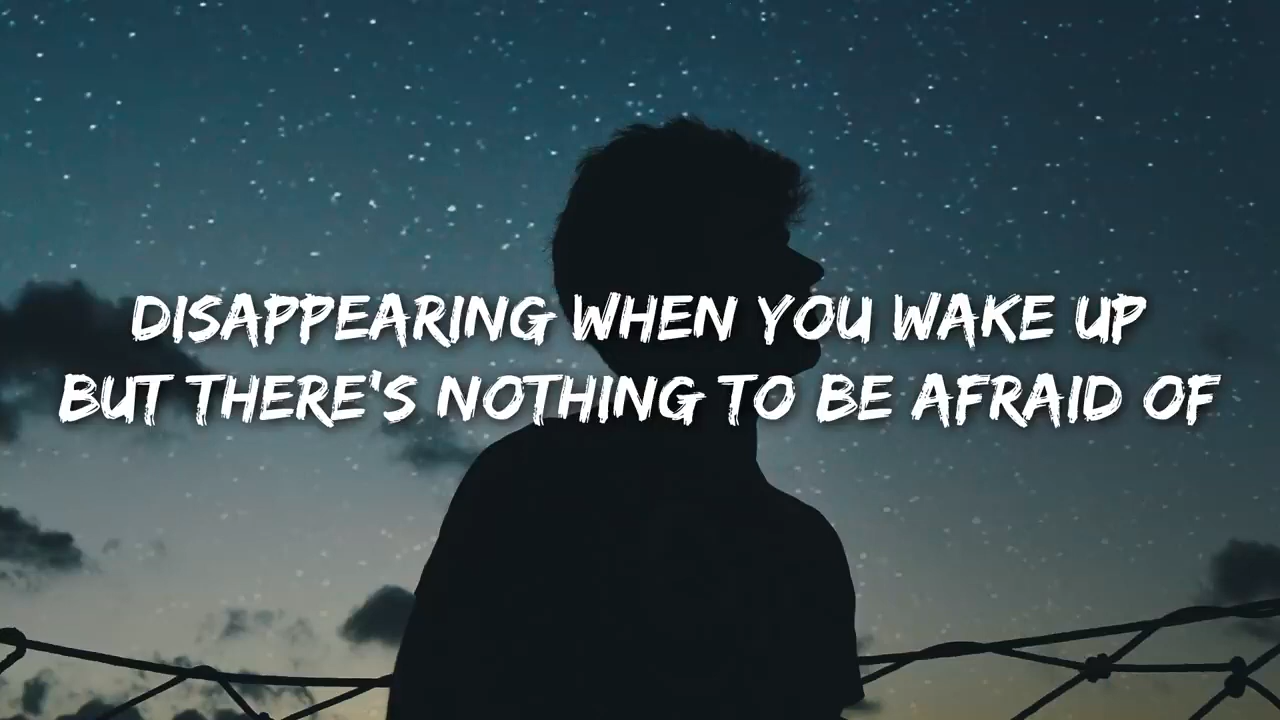 DISAPPEARING WHEN YOU WAKE UP
BUT THERE'S NOTHING TO BE AFRAID OF